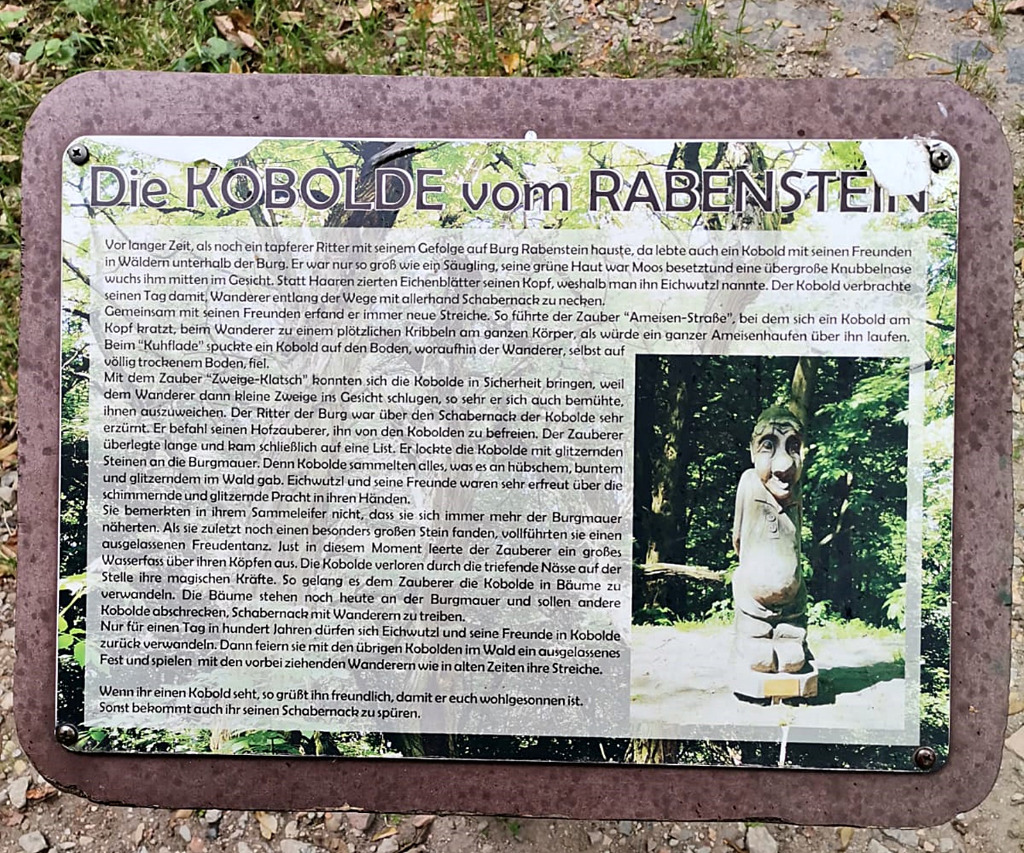 Die KOBOLDE vom RABENSTEIN
Vor langer Zeit, als noch ein tapferer Ritter mit seinem Gefolge auf Burg Rabenstein hauste, da lebte auch ein Kobold mit seinen Freunden
in Wäldern unterhalb der Burg. Er war nur so groß wie ein Säugling, seine grüne Haut war Moos besetztund eine übergroße Knubbelnase
wuchs ihm mitten im Gesicht. Statt Haaren zierten Eichenblätter seinen Kopf, weshalb man ihn Eichwutzl nannte. Der Kobold verbrachte
seinen Tag damit, Wanderer entlang der Wege mit allerhand Schabernack zu necken.
Gemeinsam mit seinen Freunden erfand er immer neue Streiche. So führte der Zauber "Ameisen-Straße", bei dem sich ein Kobold am
Kopf kratzt, beim Wanderer zu einem plötzlichen Kribbeln am ganzen Körper, als würde ein ganzer Ameisenhaufen über ihn laufen.
Beim "Kuhflade" spuckte ein Kobold auf den Boden, woraufhin der Wanderer, selbst auf
völlig trockenem Boden, fiel.
Mit dem Zauber "Zweige-Klatsch" konnten sich die Kobolde in Sicherheit bringen, weil
dem Wanderer dann kleine Zweige ins Gesicht schlugen, so sehr er sich auch bemühte,
ihnen auszuweichen. Der Ritter der Burg war über den Schabernack der Kobolde sehr
erzürnt. Er befahl seinen Hofzauberer, ihn von den Kobolden zu befreien. Der Zauberer
überlegte lange und kam schließlich auf eine List. Er lockte die Kobolde mit glitzernden
Steinen an die Burgmauer. Denn Kobolde sammelten alles, was es an hübschem, buntem
und glitzerndem im Wald gab. Eichwutzl und seine Freunde waren sehr erfreut über die
schimmernde und glitzernde Pracht in ihren Händen.
Sie bemerkten in ihrem Sammeleifer nicht, dass sie sich immer mehr der Burgmauer
näherten. Als sie zuletzt noch einen besonders großen Stein fanden, vollführten sie einen
ausgelassenen Freudentanz. Just in diesem Moment leerte der Zauberer ein großes
Wasserfass über ihren Köpfen aus. Die Kobolde verloren durch die triefende Nässe auf der
Stelle ihre magischen Kräfte. So gelang es dem Zauberer die Kobolde in Bäume zu
verwandeln. Die Bäume stehen noch heute an der Burgmauer und sollen andere
Kobolde abschrecken, Schabernack mit Wanderern zu treiben.
Nur für einen Tag in hundert Jahren dürfen sich Eichwutzl und seine Freunde in Kobolde
zurück verwandeln. Dann feiern sie mit den übrigen Kobolden im Wald ein ausgelassenes
Fest und spielen mit den vorbei ziehenden Wanderern wie in alten Zeiten ihre Streiche.
Wenn ihr einen Kobold seht, so grüßt ihn freundlich, damit er euch wohlgesonnen ist.
Sonst bekommt auch ihr seinen Schabernack zu spüren.